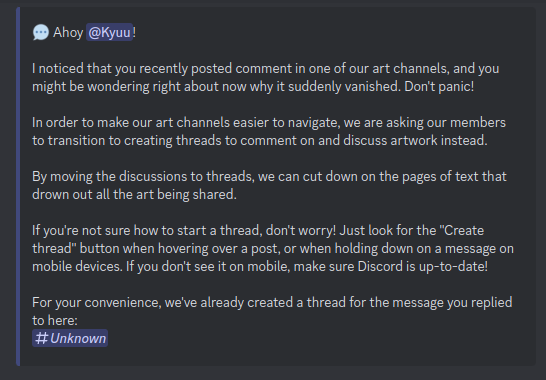 💬 Ahoy @Kyuu!
I noticed that you recently posted comment in one of our art channels, and you
might be wondering right about now why it suddenly vanished. Don't panic!
In order to make our art channels easier to navigate, we are asking our members
to transition to creating threads to comment on and discuss artwork instead.
By moving the discussions to threads, we can cut down on the pages of text that
drown out all the art being shared.
If you're not sure how to start a thread, don't worry! Just look for the "Create
thread" button when hovering over a post, or when holding down on a message on
mobile devices. If you don't see it on mobile, make sure Discord is up-to-date!
For your convenience, we've already created a thread for the message you replied
to here:
#Unknown